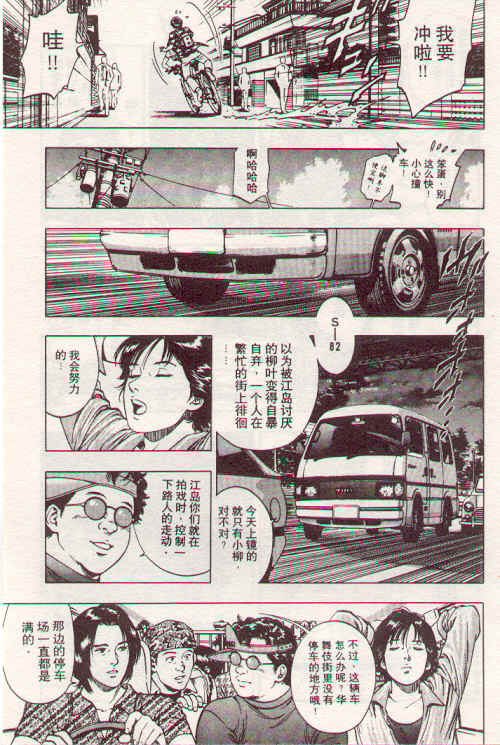 我要
冲啦!!
哇!!
笨蛋，别
这么快！
小心撞
车！
啊哈哈哈
S
|
82
以为被江岛讨厌
的柳叶变得自暴
自弃，一个人在
繁忙的街上徘徊
……
我会努力
的…
今天上镜的
就只有小柳，
对不对？
江岛你们就在
拍戏时，控制一
下路人的走动。
不过，这辆车
怎么办呢？华
舞伎街里没有
停车的地方哦！
那边的停车
场一直都是
满的。